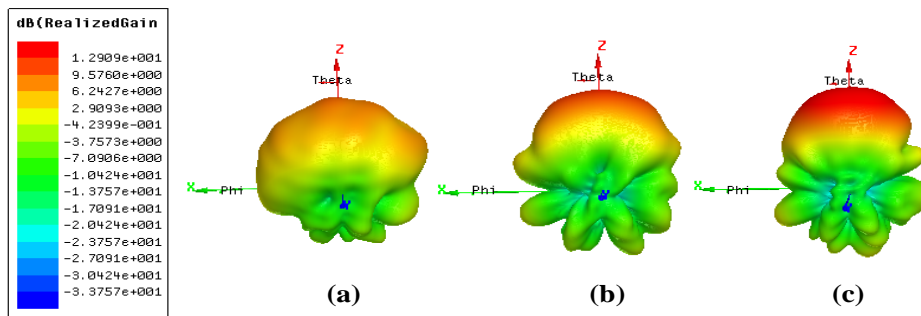 dB(RealizedGain
1.2909e+001
9.5760e+000
6.2427e+000
2.9093e+000
-4.2399e-001
-3.7573e+000
-7.0906e+000
-1.0424e+001
-1.3757e+001
-1.7091e+001
-2.0424e+001
-2.3757e+001
-2.7091e+001
-3.0424e+001
-3.3757e+001
Z
Theta
X
Phi
Y
(a)
Z
Theta
X
Phi
Y
(b)
Z
Theta
X
Phi
(c)